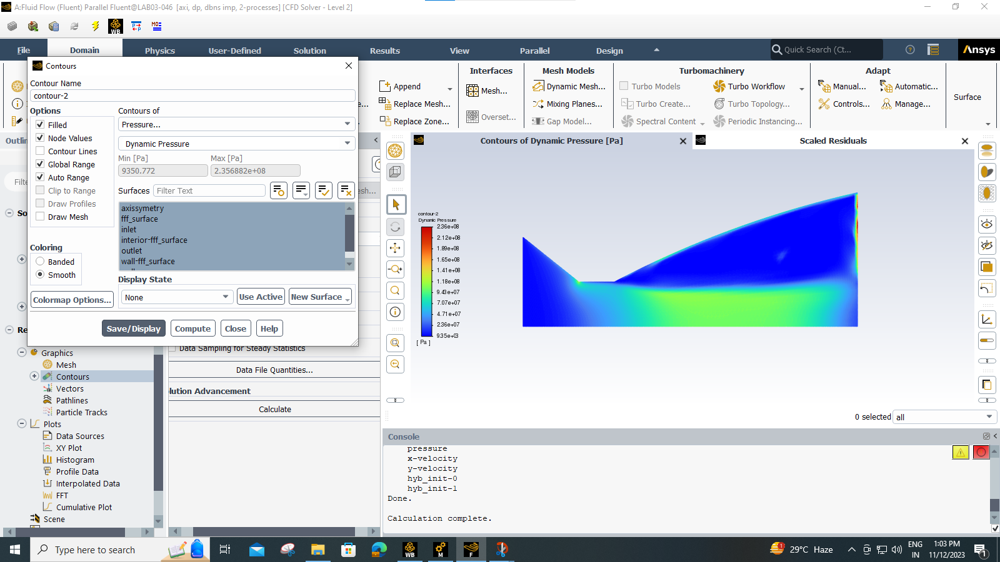 A:Fluid Flow (Fluent) Parallel Fluent@LAB03-046 [axi, dp, dbns imp, 2-processes] [CFD Solver - Level 2]
WB
File
Domain
Physics
User-Defined
Solution
Results
View
Parallel
Design
Quick Search (Ct...
Ansys
Contours
Contour Name
contour-2
Options
Filled
Node Values
Contour Lines
Global Range
Auto Range
Clip to Range
Draw Profiles
Draw Mesh
Coloring
Banded
Smooth
Colormap Options...
Contours of
Pressure...
Dynamic Pressure
Min [Pa]
Max [Pa]
9350.772
2.356882e+08
Surfaces
Filter Text
axissymetry
fff_surface
inlet
interior-fff_surface
outlet
wall-fff_surface
Display State
None
Use Active
New Surface
Save/Display
Compute
Close
Help
Append
Replace Mesh...
Replace Zone...
Interfaces
Mesh...
Overset...
Mesh Models
Dynamic Mesh...
Mixing Planes...
Gap Model...
Turbomachinery
Turbo Models
Turbo Create...
Spectral Content
Turbo Workflow
Turbo Topology...
Periodic Instancing...
Adapt
Manual...
Controls...
Automatic...
Manage...
Surface
Outlin
Filte
So
Re
esh...
Graphics
Mesh
Contours
Vectors
Pathlines
Particle Tracks
Plots
Data Sources
XY Plot
Histogram
Profile Data
Interpolated Data
FFT
Cumulative Plot
Scene
Data Sampling for Steady Statistics
Data File Quantities...
lution Advancement
Calculate
Contours of Dynamic Pressure [Pa]
Scaled Residuals
contour-2
Dynamic Pressure
2.36e+08
2.12e+08
1.89e+08
1.65e+08
1.41e+08
1.18e+08
9.43e+07
7.07e+07
4.71e+07
2.36e+07
9.35e+03
[ Pa ]
0 selected
all
Console
pressure
x-velocity
y-velocity
hyb_init-0
hyb_init-1
Done.
Calculation complete.
Type here to search
WB
M
F
29°C Haze
ENG
IN
1:03 PM
11/12/2023
1